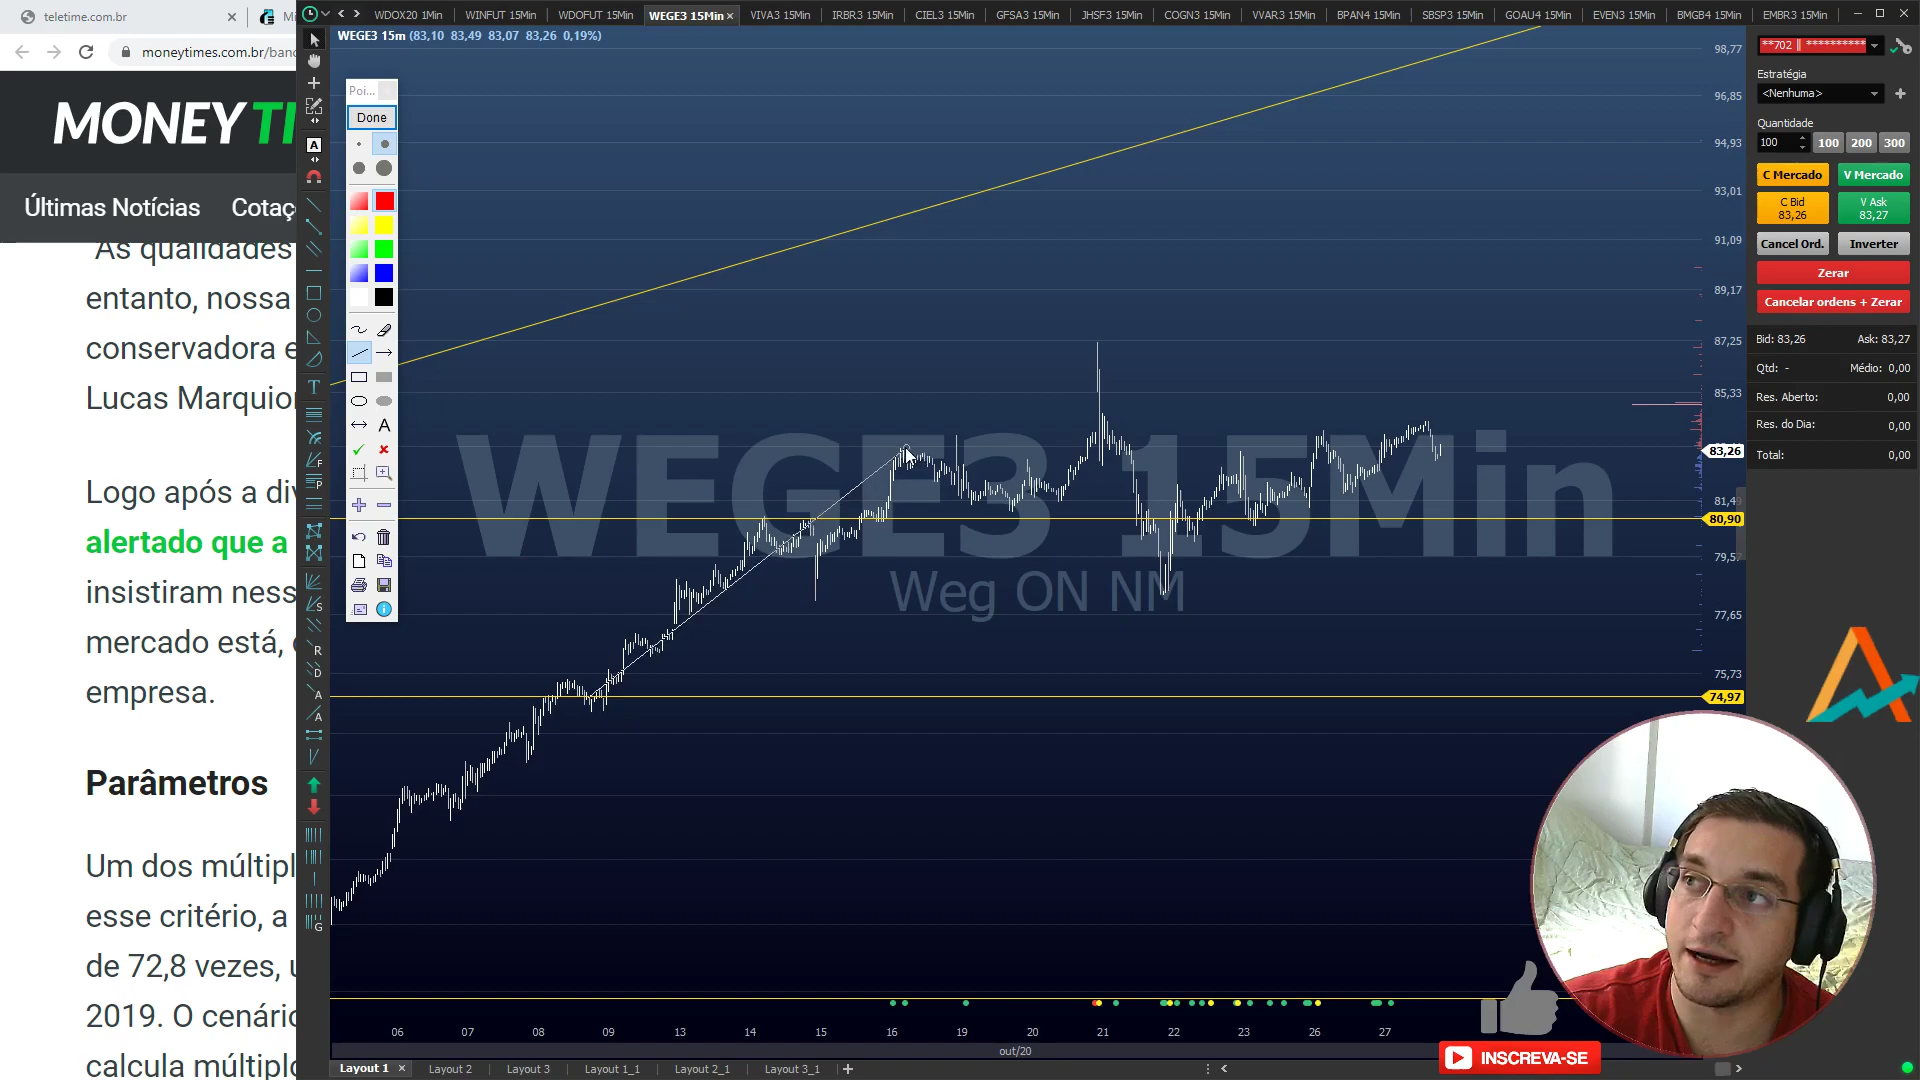 teletime.com.br
moneytimes.com.br/banc
MONEY TI
Últimas Notícias
As qualidades
entanto, nossa
conservadora e
Lucas Marquior
Logo após a di
alertado que a
insistiram ness
mercado está,
empresa.
Parâmetros
Um dos múltipl
esse critério, a
de 72,8 vezes, u
2019. O cenário
calcula múltiplo
WDOX20 1Min
WINFUT 15Min
WDOFUT 15Min
WEGE3 15Min
VIVA3 15Min
IRBR3 15Min
CIEL3 15Min
GFSA3 15Min
JHSF3 15Min
COGN3 15Min
VVAR3 15Min
BPAN4 15Min
SBSP3 15Min
GOAU4 15Min
EVEN3 15Min
BMGB4 15Min
EMBR3 15Min
WEGE3 15m (83,10 83,49 83,07 83,26 0,19%)
Poi...
Done
WEGE3 15Min
Weg ON NM
98,77
96,85
94,93
93,01
91,09
89,17
87,25
85,33
83,26
81,49
80,90
79,57
77,65
75,73
74,97
06 07 08 09 13 14 15 16 19 20 21 22 23 26 27
out/20
Layout 1
Layout 2
Layout 3
Layout 1_1
Layout 2_1
Layout 3_1
**702 || **********
Estratégia
<Nenhuma>
Quantidade
100 100 200 300
C Mercado V Mercado
C Bid V Ask
83,26 83,27
Cancel Ord. Inverter
Zerar
Cancelar ordens + Zerar
Bid: 83,26 Ask: 83,27
Qtd: - Médio: 0,00
Res. Aberto: 0,00
Res. do Dia: 0,00
Total: 0,00
INSCREVA-SE